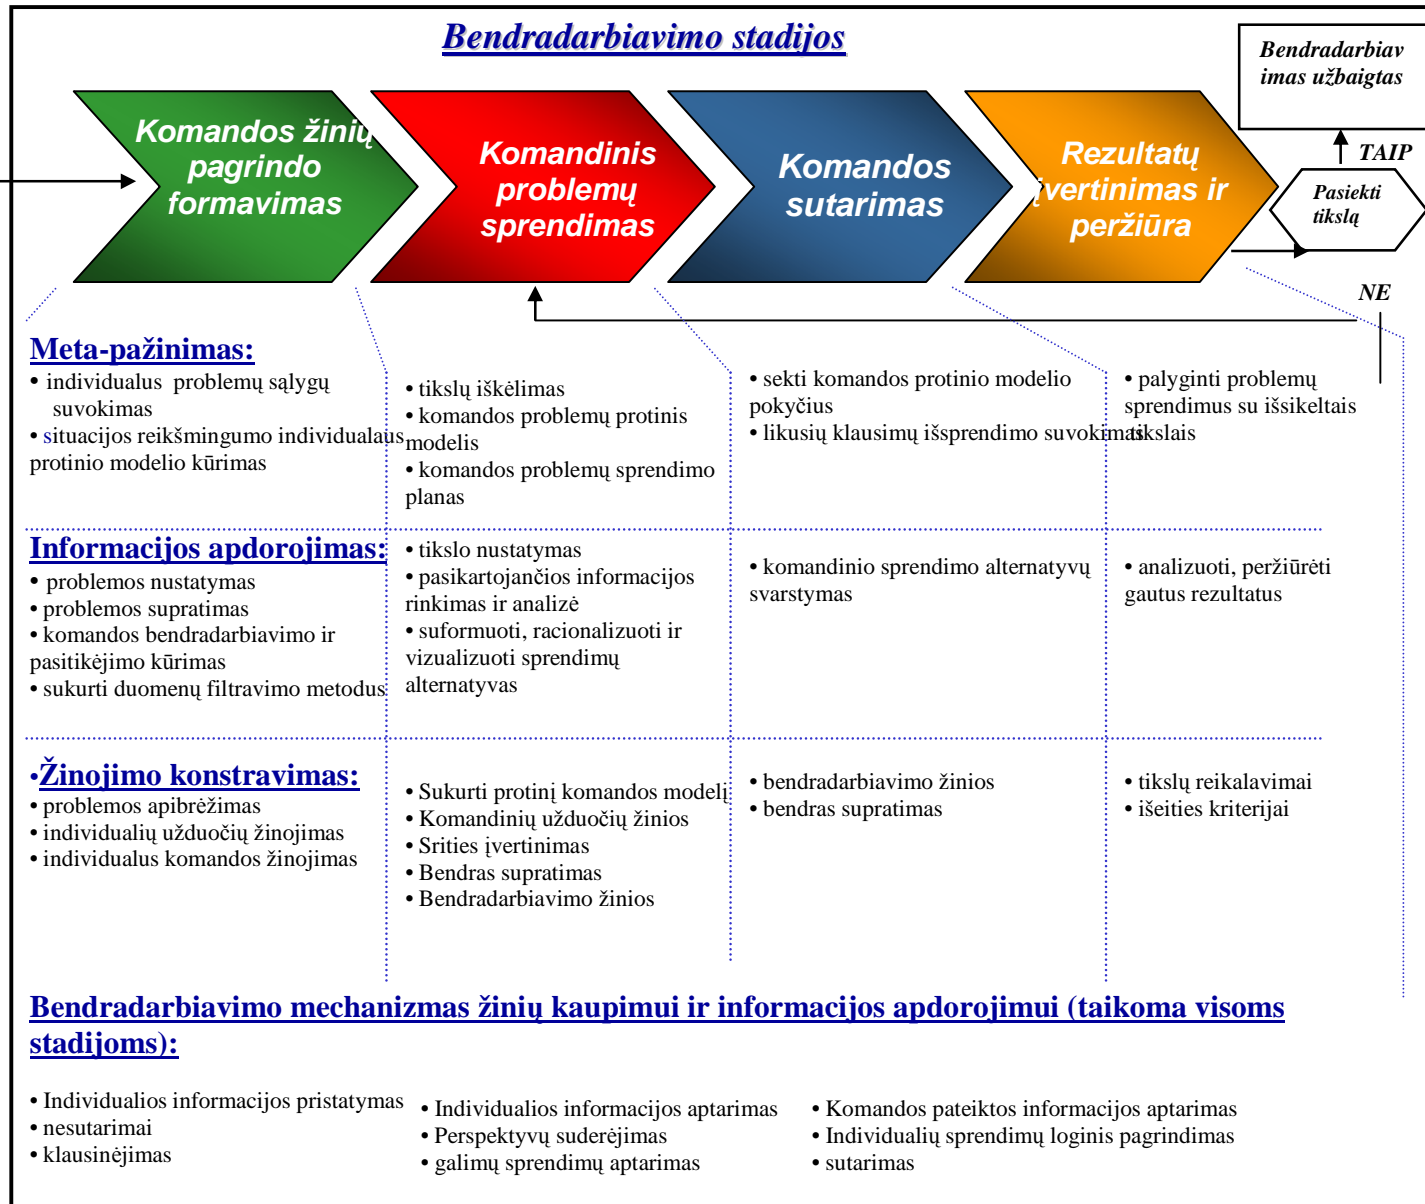 Bendradarbiavimo stadijos
Bendradarbiav
imas užbaigtas
Komandos žinių
pagrindo
formavimas
Komandinis
problemų
sprendimas
Komandos
sutarimas
Rezultatų
įvertinimas ir
peržiūra
TAIP
Pasiekti
tikslą
NE
Meta-pažinimas:
• individualus problemų sąlygų
suvokimas
• situacijos reikšmingumo individualaus
protinio modelio kūrimas
• tikslų iškėlimas
• komandos problemų protinis
modelis
• komandos problemų sprendimo
planas
• sekti komandos protinio modelio
pokyčius
• likusių klausimų išsprendimo suvokimas
• palyginti problemų
sprendimus su išsikeltais
tikslais
Informacijos apdorojimas:
• problemos nustatymas
• problemos supratimas
• komandos bendradarbiavimo ir
pasitikėjimo kūrimas
• sukurti duomenų filtravimo metodus
• tikslo nustatymas
• pasikartojančios informacijos
rinkimas ir analizė
• suformuoti, racionalizuoti ir
vizualizuoti sprendimų
alternatyvas
• komandinio sprendimo alternatyvų
svarstymas
• analizuoti, peržiūrėti
gautus rezultatus
•Žinojimo konstravimas:
• problemos apibrėžimas
• individualių užduočių žinojimas
• individualus komandos žinojimas
• Sukurti protinį komandos modelį
• Komandinių užduočių žinios
• Srities įvertinimas
• Bendras supratimas
• Bendradarbiavimo žinios
• bendradarbiavimo žinios
• bendras supratimas
• tikslų reikalavimai
• išeities kriterijai
Bendradarbiavimo mechanizmas žinių kaupimui ir informacijos apdorojimui (taikoma visoms
stadijoms):
• Individualios informacijos pristatymas
• nesutarimai
• klausinėjimas
• Individualios informacijos aptarimas
• Perspektyvų suderėjimas
• galimų sprendimų aptarimas
• Komandos pateiktos informacijos aptarimas
• Individualių sprendimų loginis pagrindimas
• sutarimas